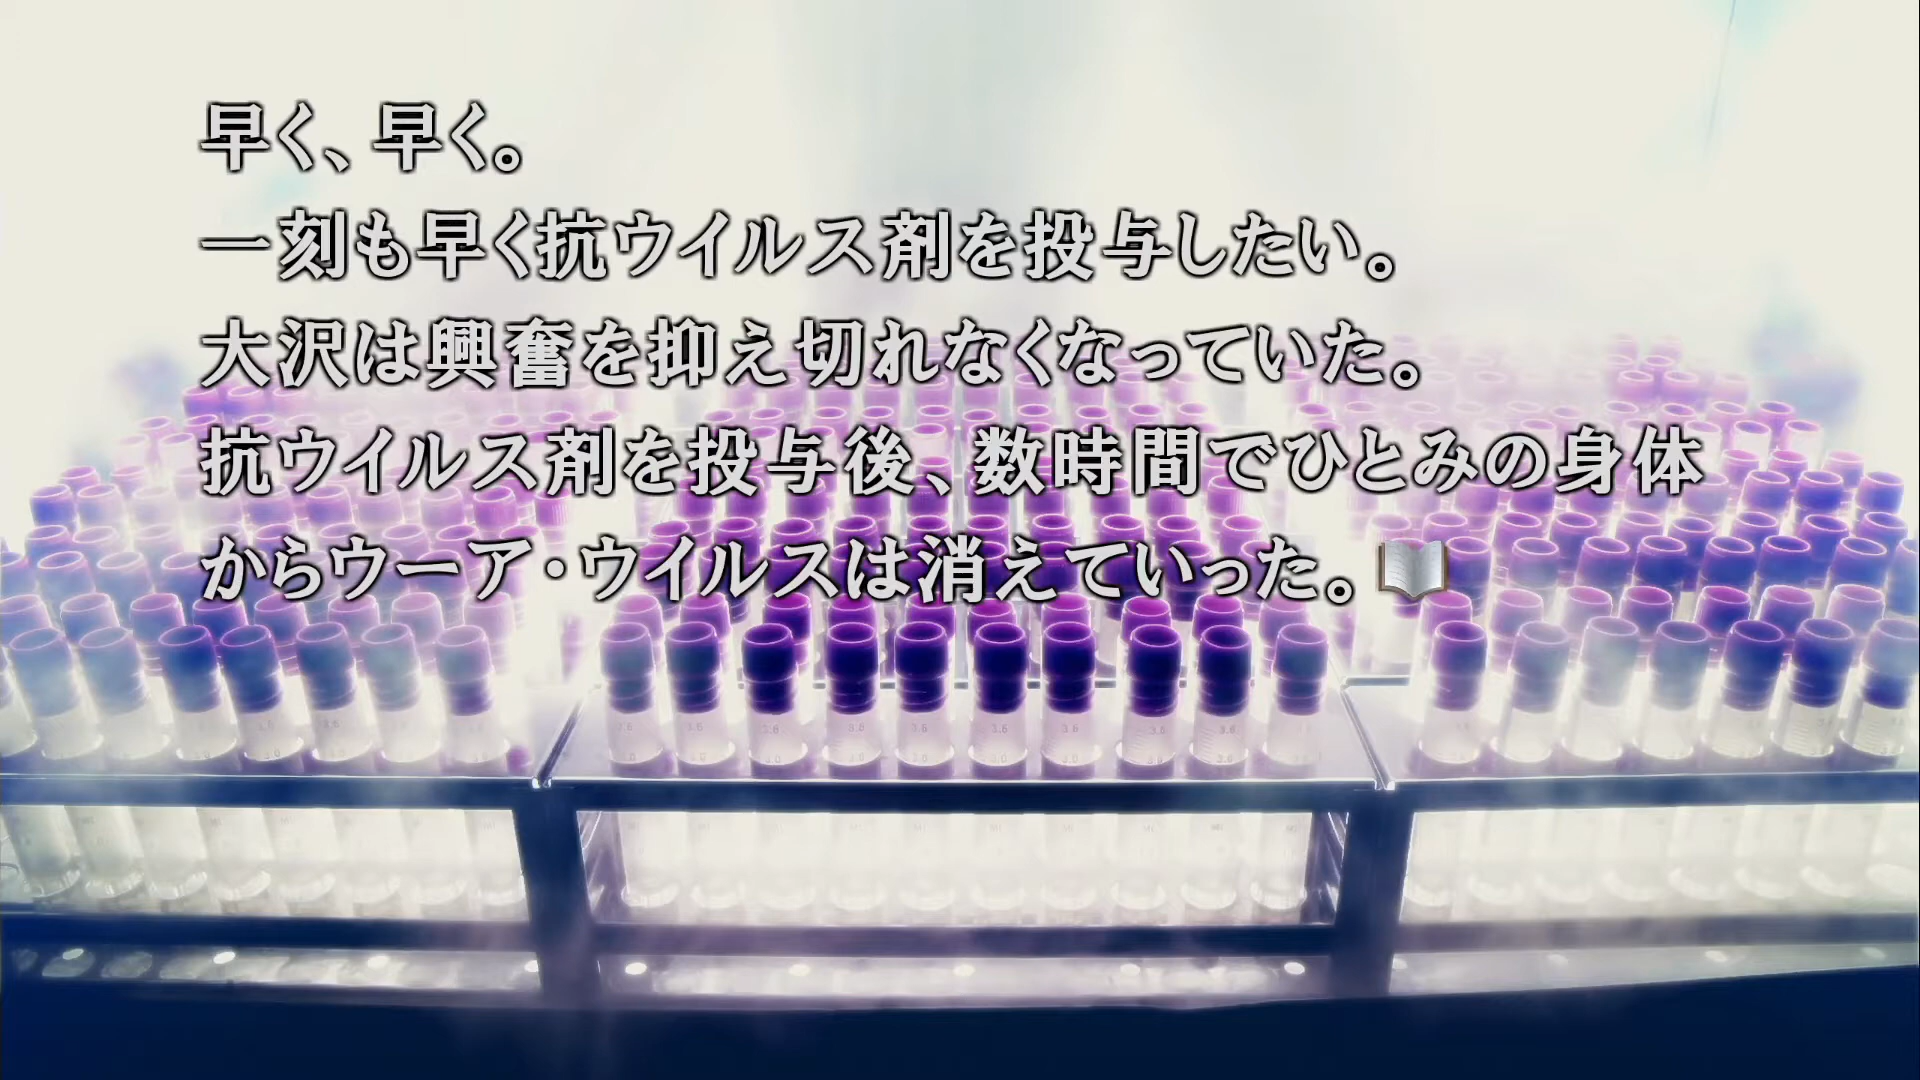 早く、早く。
一刻も早く抗ウイルス剤を投与したい。
大沢は興奮を抑え切れなくなっていた。
抗ウイルス剤を投与後、数時間でひとみの身体
からウーア・ウイルスは消えていった。